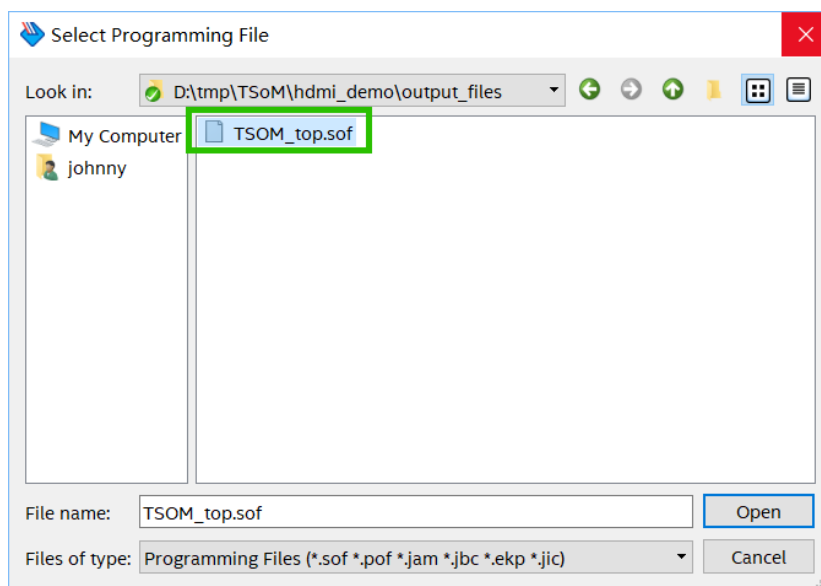 Select Programming File
Look in: D:\tmp\TSoM\hdmi_demo\output_files
My Computer
johnny
TSOM_top.sof
File name: TSOM_top.sof
Open
Files of type: Programming Files (*.sof *.pof *.jam *.jbc *.ekp *.jic)
Cancel